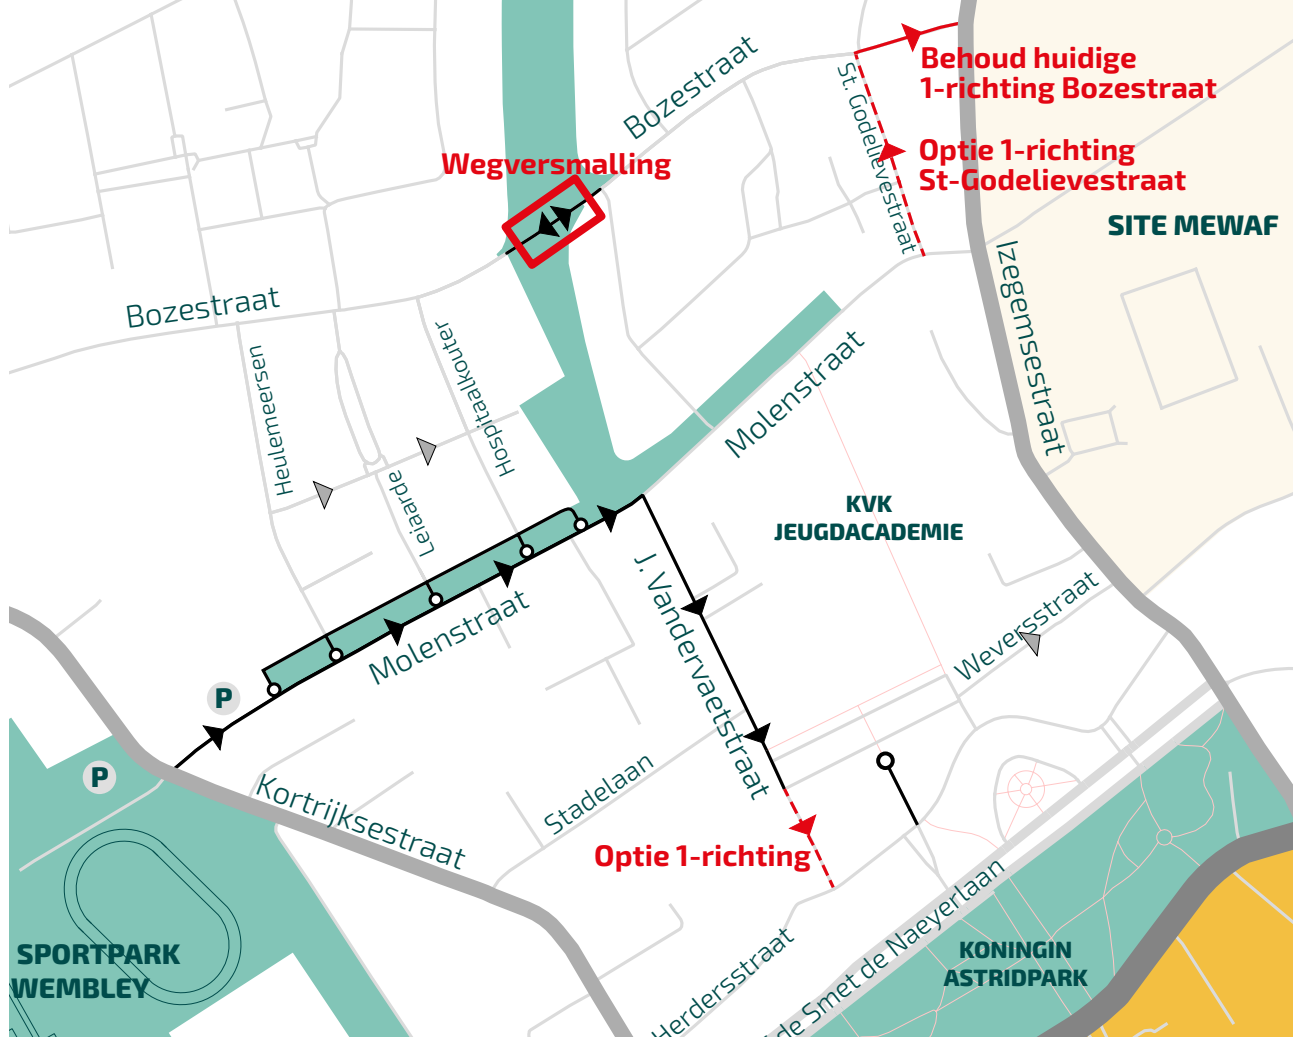 Bozestraat
Behoud huidige
1-richting Bozestraat
St. Godelievestraat
Optie 1-richting
St-Godelievestraat
Wegversmalling
SITE MEWAF
Izegemsestraat
Bozestraat
Heulemeersen
Hospitaalkouter
Leiaarde
Molenstraat
KVK
JEUGDACADEMIE
Molenstraat
J. Vandervaetstraat
Weversstraat
P
P
Kortrijksestraat
Stadelaan
Optie 1-richting
SPORTPARK
WEMBLEY
Herdersstraat
de Smet de Naeyerlaan
KONINGIN
ASTRIDPARK